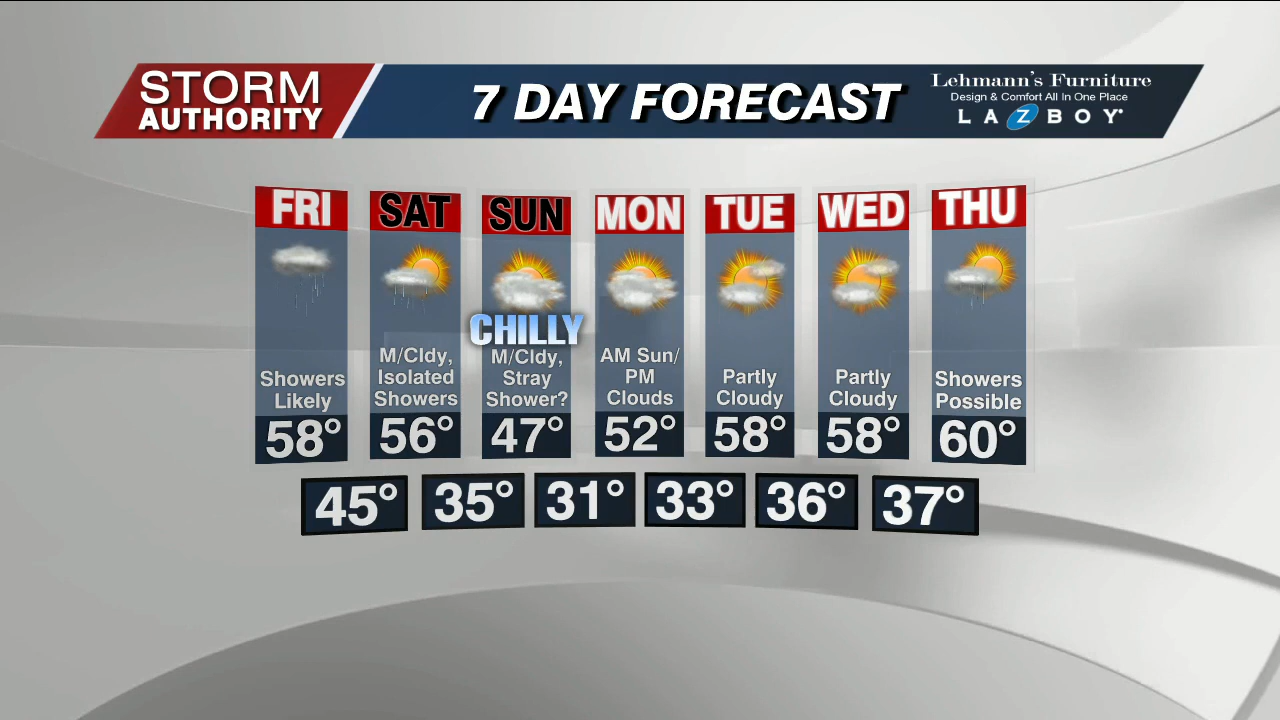 STORM
AUTHORITY
7 DAY FORECAST
Lehmann's Furniture
Design & Comfort All In One Place
LAZBOY®
FRI
Showers
Likely
58°
SAT
M/Cldy,
Isolated
Showers
56°
SUN
CHILLY
M/Cldy,
Stray
Shower?
47°
MON
AM Sun/
PM
Clouds
52°
TUE
Partly
Cloudy
58°
WED
Partly
Cloudy
58°
THU
Showers
Possible
60°
45°
35°
31°
33°
36°
37°